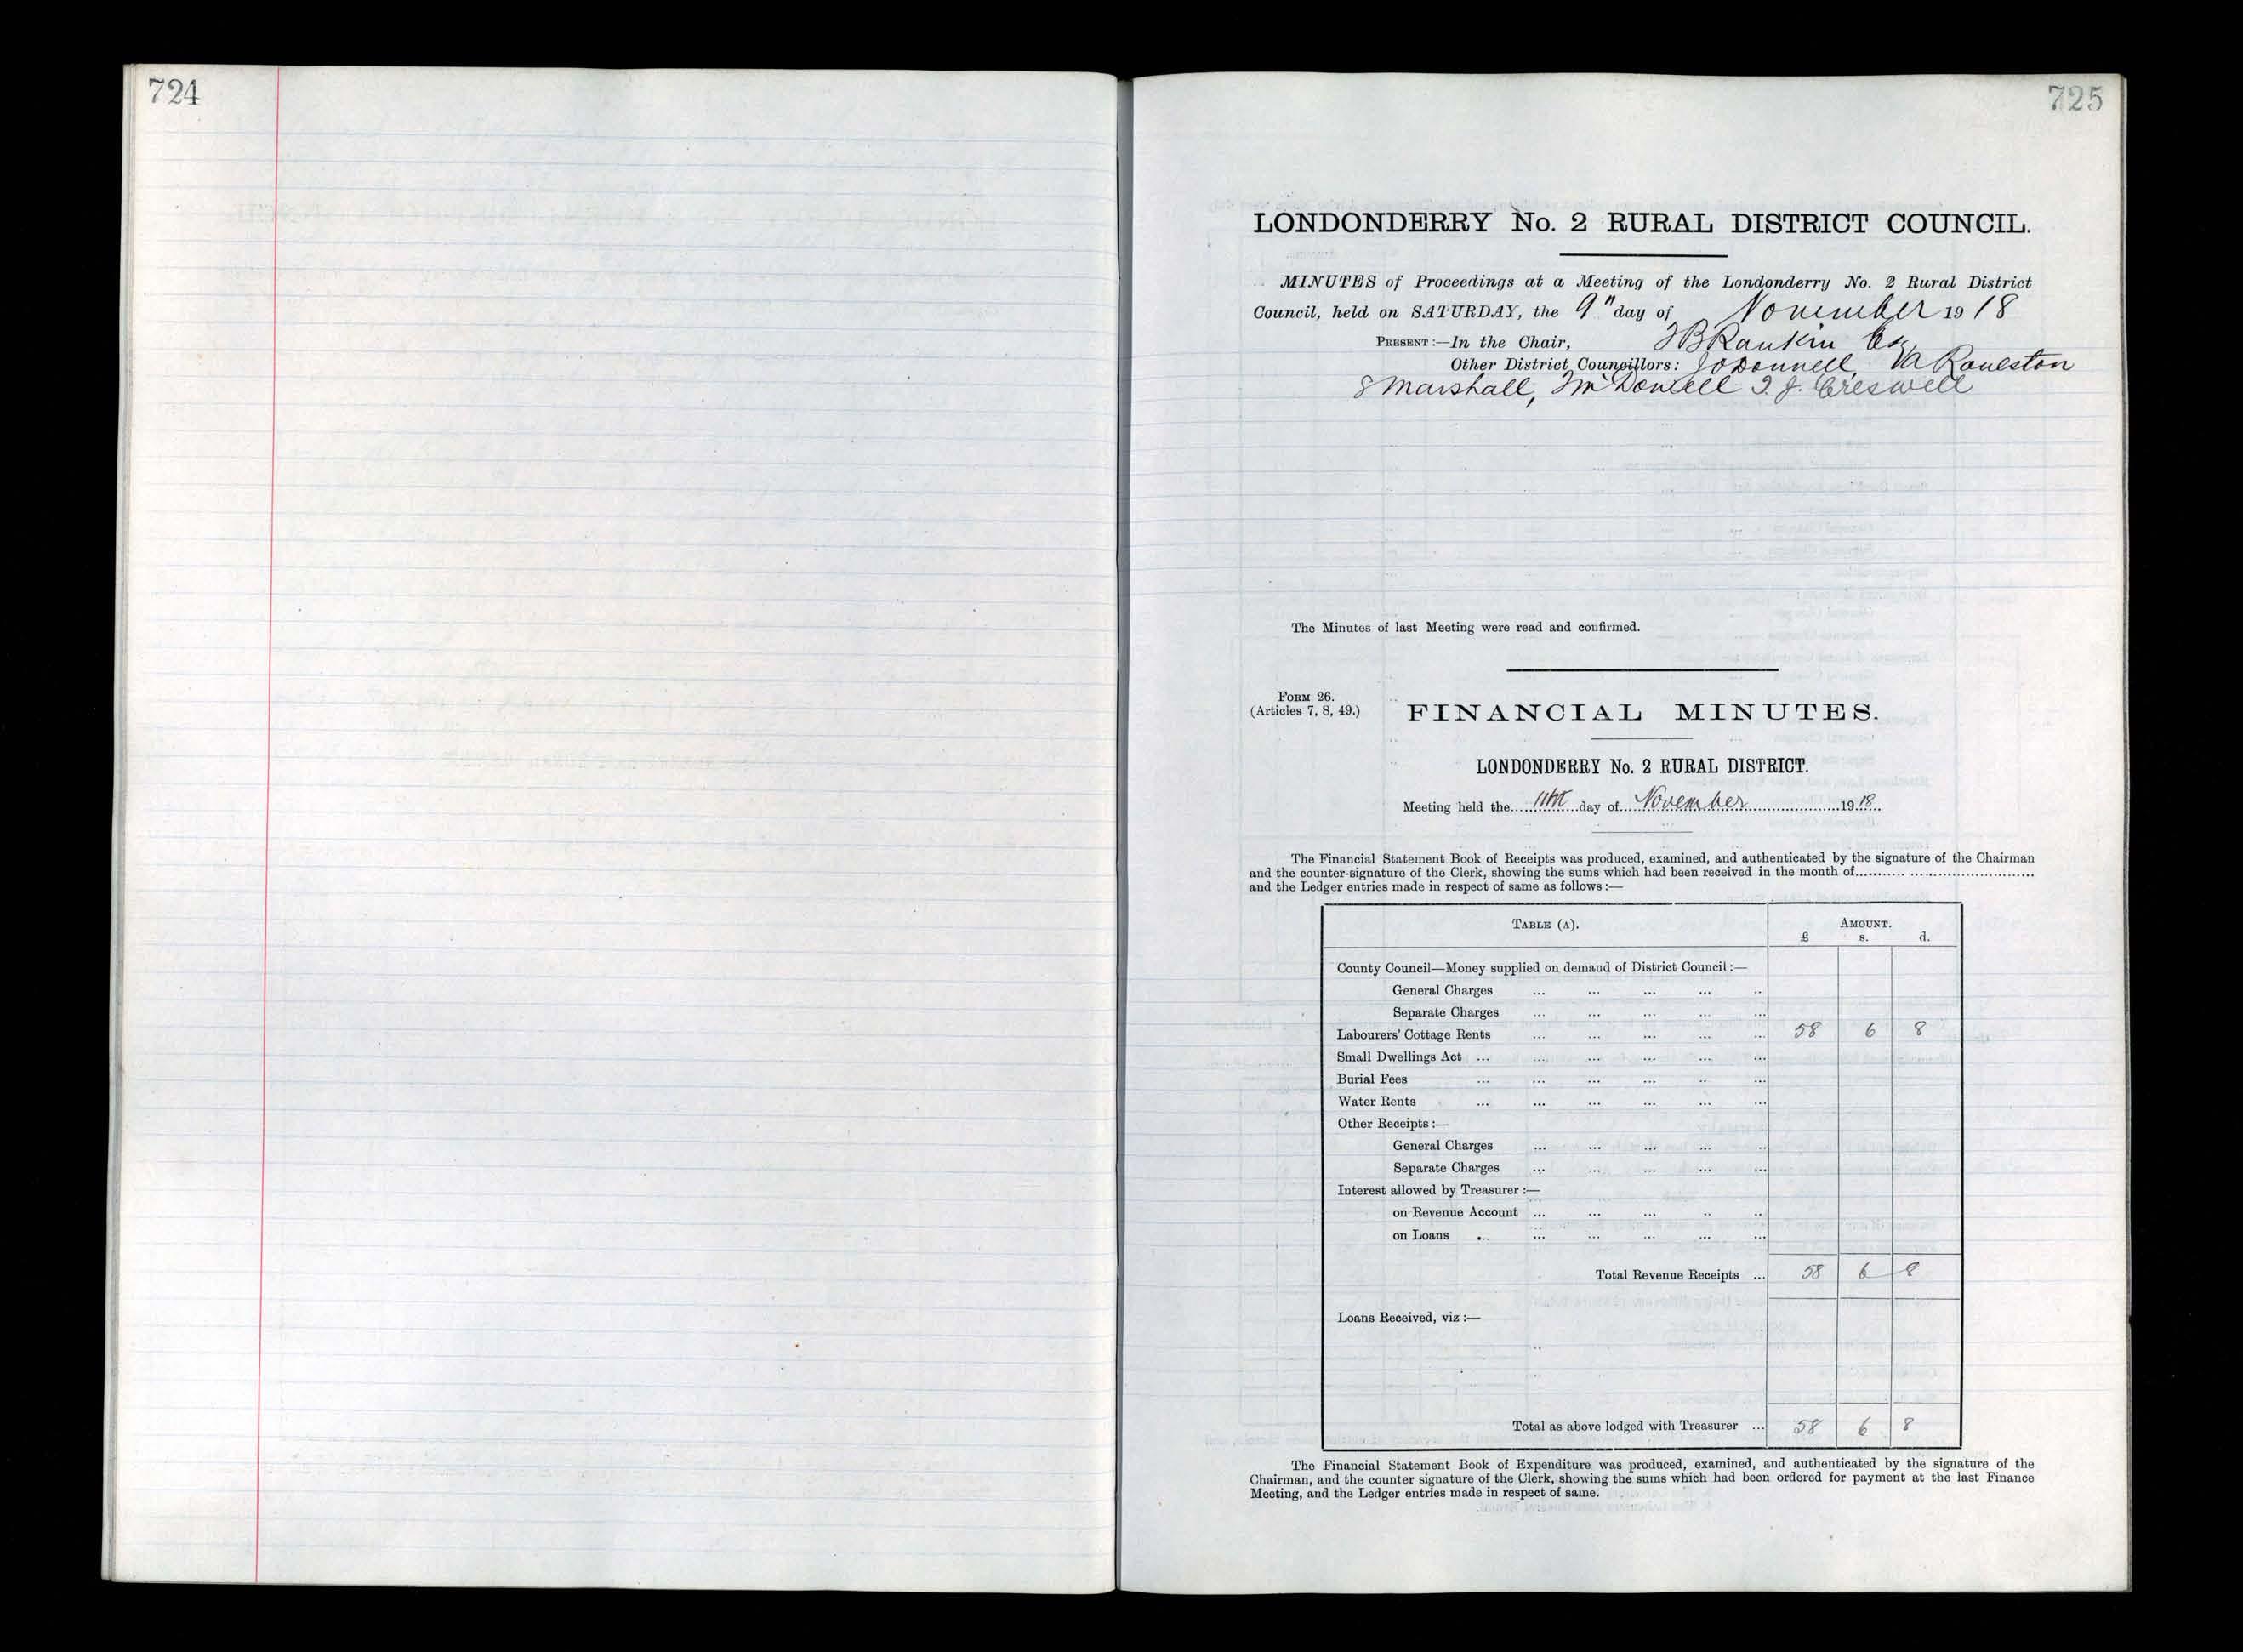 724
725
LONDONDERRY No. 2 RURAL DISTRICT COUNCIL.
MINUTES of Proceedings at a Meeting of the Londonderry No. 2 Rural District
Council, held on SATURDAY, the 9" day of November 1918
PRESENT:—In the Chair, J B Rankin Esq
Other District Councillors: J O Donnell, Rouleston
S Marshall, J McDowell T. J. Creswell
The Minutes of last Meeting were read and confirmed.
FORM 26.
(Articles 7, 8, 49.)
FINANCIAL MINUTES.
LONDONDERRY No. 2 RURAL DISTRICT.
Meeting held the 11th day of November 1918.
The Financial Statement Book of Receipts was produced, examined, and authenticated by the signature of the Chairman
and the counter-signature of the Clerk, showing the sums which had been received in the month of
and the Ledger entries made in respect of same as follows :—
TABLE (A). AMOUNT.
£ s. d.
County Council—Money supplied on demand of District Council :—
General Charges
Separate Charges
Labourers' Cottage Rents 58 6 8
Small Dwellings Act
Burial Fees
Water Rents
Other Receipts :—
General Charges
Separate Charges
Interest allowed by Treasurer :—
on Revenue Account
on Loans
Total Revenue Receipts 58 6 8
Loans Received, viz :—
Total as above lodged with Treasurer 58 6 8
The Financial Statement Book of Expenditure was produced, examined, and authenticated by the signature of the
Chairman, and the counter signature of the Clerk, showing the sums which had been ordered for payment at the last Finance
Meeting, and the Ledger entries made in respect of same.